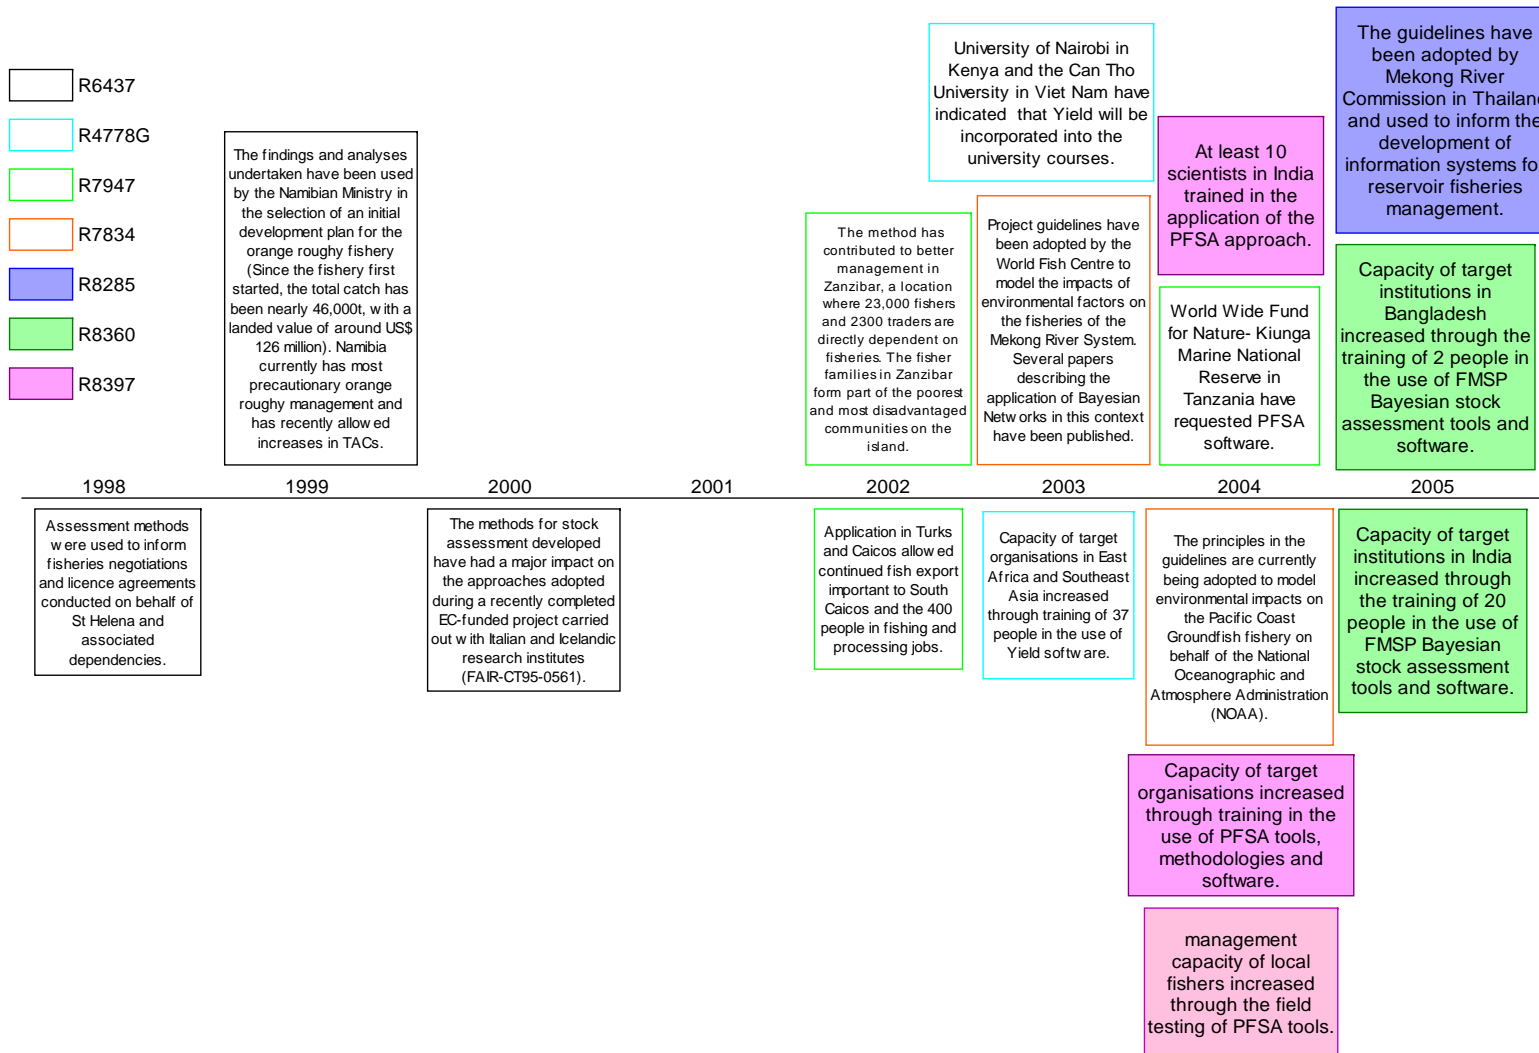 R6437
R4778G
R7947
R7834
R8285
R8360
R8397
The findings and analyses
undertaken have been used
by the Namibian Ministry in
the selection of an initial
development plan for the
orange roughy fishery
(Since the fishery first
started, the total catch has
been nearly 46,000t, with a
landed value of around US$
126 million). Namibia
currently has most
precautionary orange
roughy management and
has recently allowed
increases in TACs.
The method has
contributed to better
management in
Zanzibar, a location
where 23,000 fishers
and 2300 traders are
directly dependent on
fisheries. The fisher
families in Zanzibar
form part of the poorest
and most disadvantaged
communities on the
island.
University of Nairobi in
Kenya and the Can Tho
University in Viet Nam have
indicated that Yield will be
incorporated into the
university courses.
Project guidelines have
been adopted by the
World Fish Centre to
model the impacts of
environmental factors on
the fisheries of the
Mekong River System.
Several papers
describing the
application of Bayesian
Networks in this context
have been published.
At least 10
scientists in India
trained in the
application of the
PFSA approach.
World Wide Fund
for Nature- Kiunga
Marine National
Reserve in
Tanzania have
requested PFSA
software.
The guidelines have
been adopted by
Mekong River
Commission in Thailand
and used to inform the
development of
information systems fo
reservoir fisheries
management.
Capacity of target
institutions in
Bangladesh
increased through the
training of 2 people in
the use of FMSP
Bayesian stock
assessment tools and
software.
1998
1999
2000
2001
2002
2003
2004
2005
Assessment methods
were used to inform
fisheries negotiations
and licence agreements
conducted on behalf of
St Helena and
associated
dependencies.
The methods for stock
assessment developed
have had a major impact on
the approaches adopted
during a recently completed
EC-funded project carried
out with Italian and Icelandic
research institutes
(FAIR-CT95-0561).
Application in Turks
and Caicos allowed
continued fish export
important to South
Caicos and the 400
people in fishing and
processing jobs.
Capacity of target
organisations in East
Africa and Southeast
Asia increased
through training of 37
people in the use of
Yield software.
The principles in the
guidelines are currently
being adopted to model
environmental impacts on
the Pacific Coast
Groundfish fishery on
behalf of the National
Oceanographic and
Atmosphere Administration
(NOAA).
Capacity of target
institutions in India
increased through
the training of 20
people in the use of
FMSP Bayesian
stock assessment
tools and software.
Capacity of target
organisations increased
through training in the
use of PFSA tools,
methodologies and
software.
management
capacity of local
fishers increased
through the field
testing of PFSA tools.